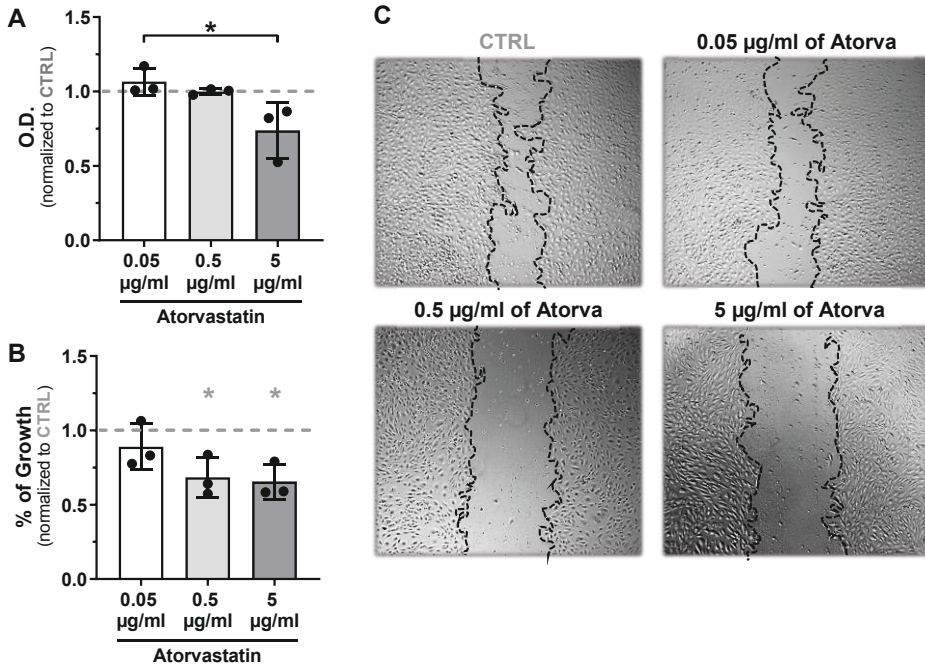 A
O.D.
(normalized to CTRL)
1.5
1.0
0.5
0.0
*
0.05
µg/ml
0.5
µg/ml
5
µg/ml
Atorvastatin
B
% of Growth
(normalized to CTRL)
1.5
1.0
0.5
0.0
*
*
0.05
µg/ml
0.5
µg/ml
5
µg/ml
Atorvastatin
C
CTRL
0.05 µg/ml of Atorva
0.5 µg/ml of Atorva
5 µg/ml of Atorva